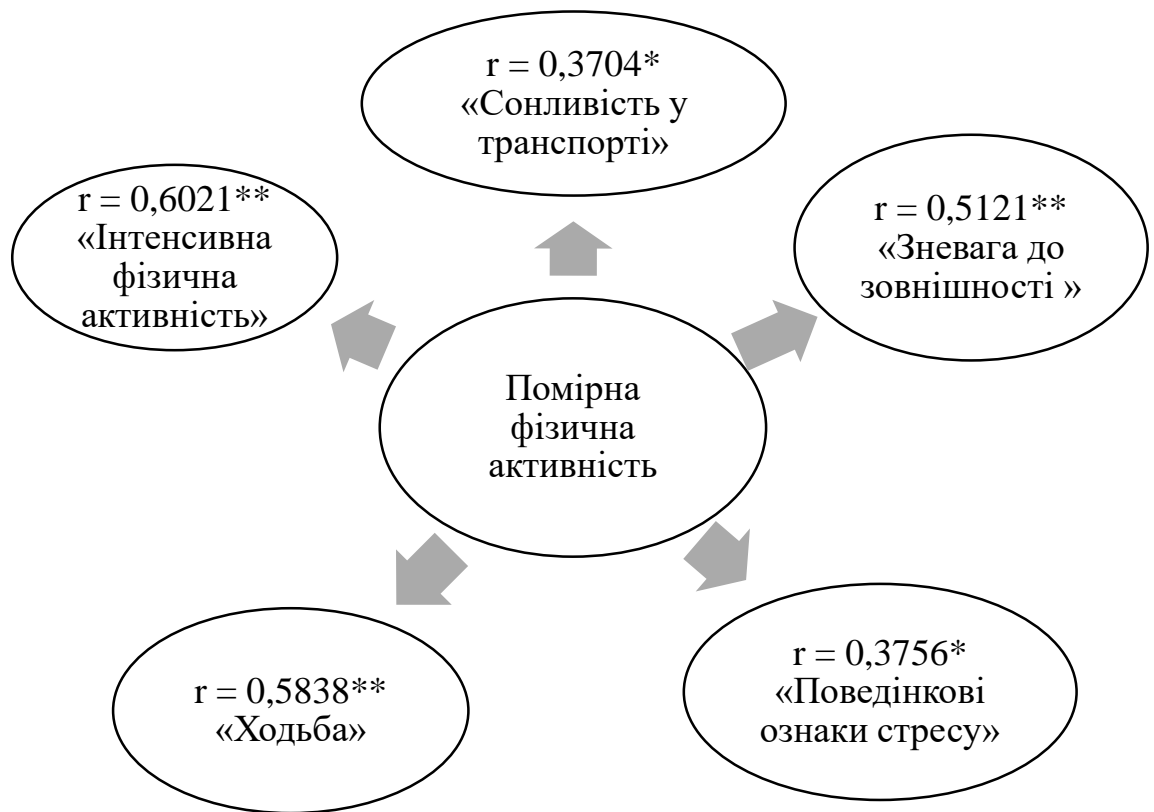 r = 0,3704*
«Сонливість у
транспорті»
r = 0,6021**
«Інтенсивна
фізична
активність»
r = 0,5121**
«Зневага до
зовнішності »
Помірна
фізична
активність
r = 0,5838**
«Ходьба»
r = 0,3756*
«Поведінкові
ознаки стресу»